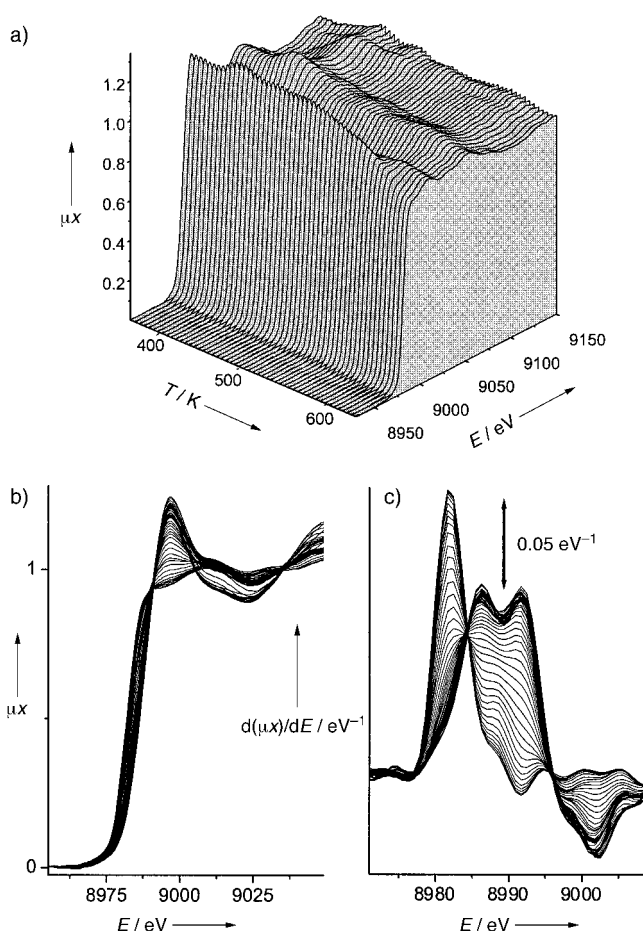 a)
1.2
1.0
0.8
0.6
0.4
0.2
μx
400
500
600
T / K
8950
9000
9050
9100
9150
E / eV
b)
1
0
μx
8975
9000
9025
E / eV
c)
0.05 eV⁻¹
d(μx)/dE / eV⁻¹
8980
8990
9000
E / eV